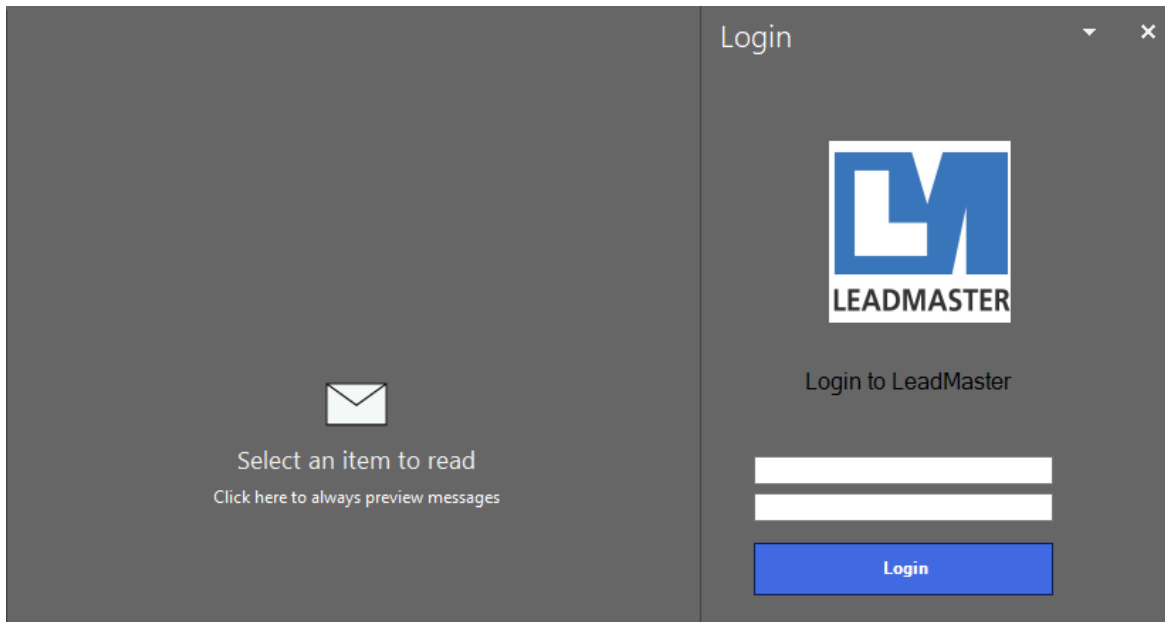 Login
LEADMASTER
Login to LeadMaster
Select an item to read
Click here to always preview messages
Login